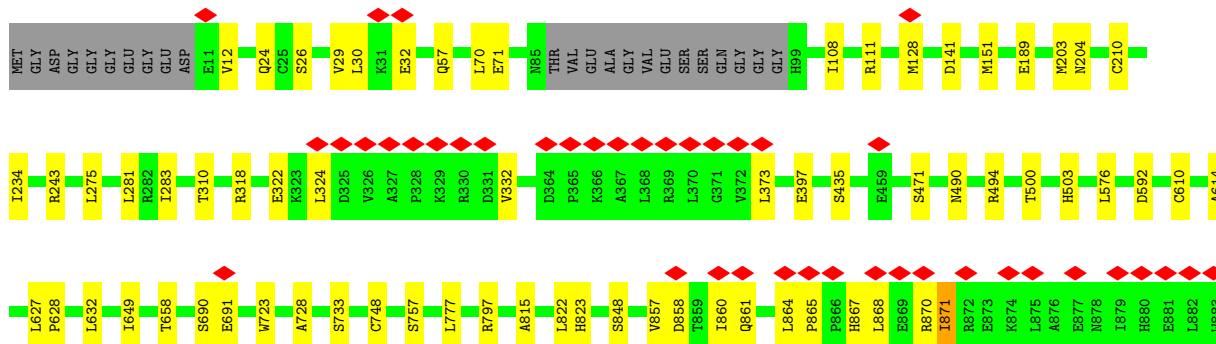 MET GLY ASP GLY GLY GLY GLU GLY GLU ASP E11 V12 Q24 C25 S26 V29 L30 K31 E32 Q57 L70 E71 N85 THR VAL GLU ALA GLY VAL GLU SER SER GLN GLY GLY GLY H99 I108 R111 M128 D141 M151 E189 M203 N204 C210
I234 R243 L275 L281 R282 I283 T310 R318 E322 K323 L324 D325 V326 A327 P328 K329 R330 D331 V332 D364 P365 K366 A367 L368 R369 L370 G371 V372 L373 E397 S435 E459 S471 N490 R494 T500 H503 L576 D592 C610 A614
L627 P628 L632 I649 T658 S690 E691 W723 A728 S733 C748 S757 L777 R797 A815 L822 H823 S848 V857 D858 T859 I860 Q861 L864 P865 P866 H867 L868 E869 R870 I871 R872 E873 K874 L875 A876 E877 N878 I879 H880 E881 L882